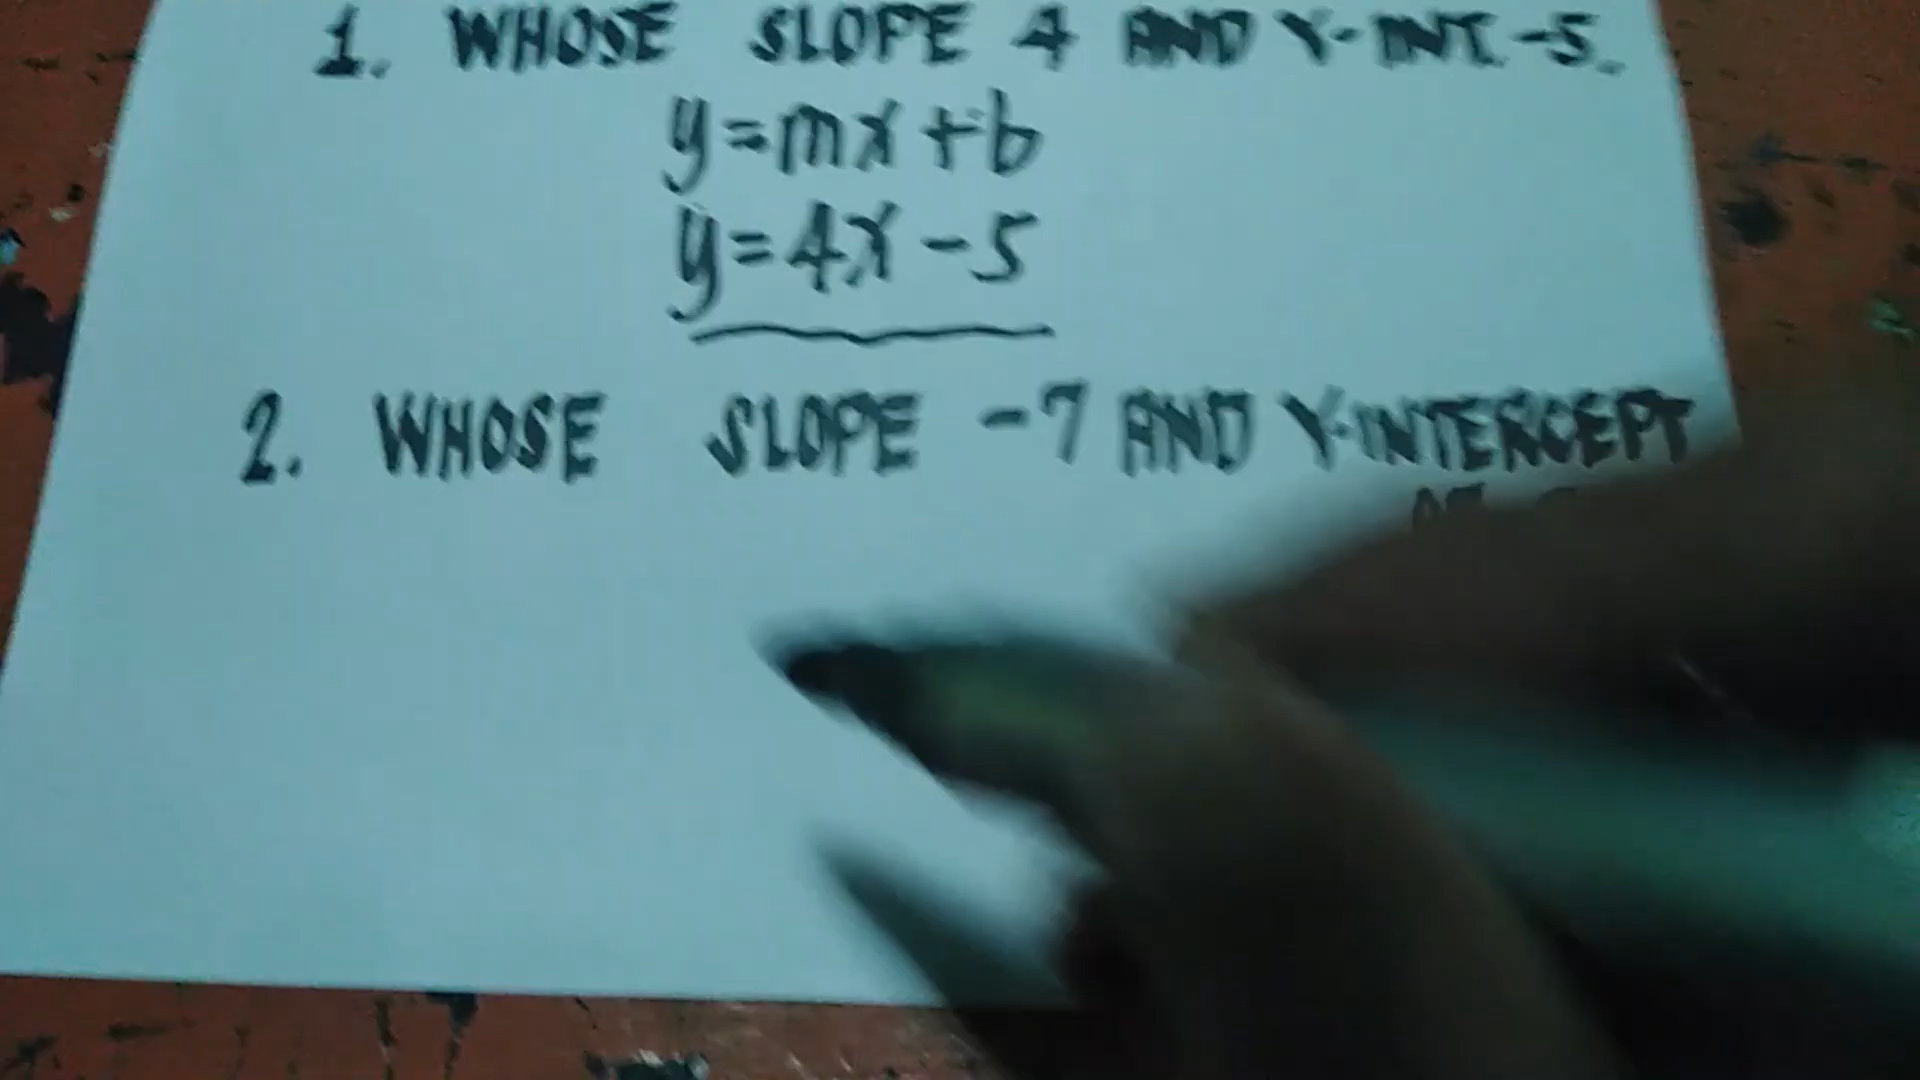 1. WHOSE SLOPE 4 AND Y-INT. -5.
y=mx+b
y=4x-5
2. WHOSE SLOPE -7 AND Y-INTERCEPT